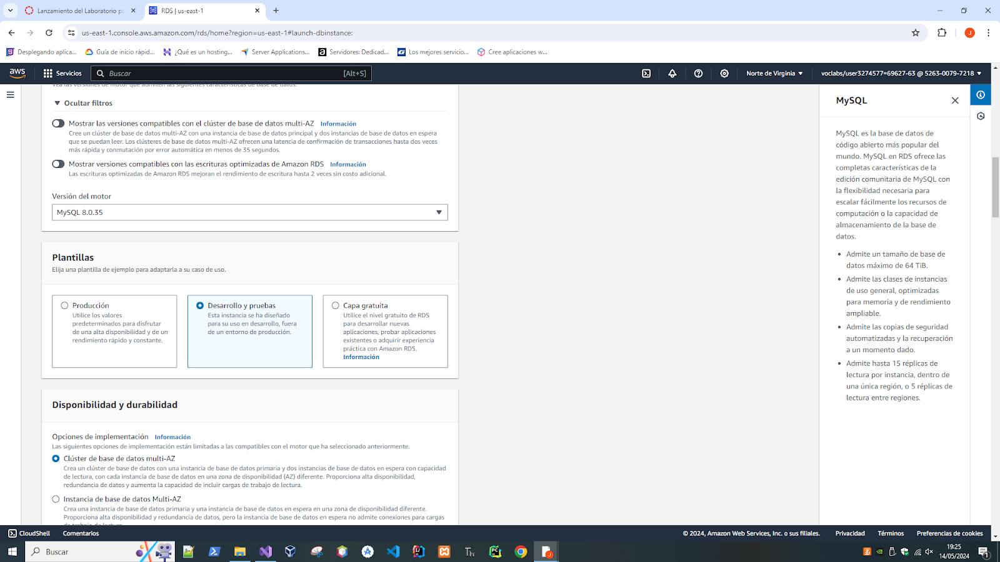 Lanzamiento del Laboratorio pa
RDS | us-east-1
us-east-1.console.aws.amazon.com/rds/home?region=us-east-1#launch-dbinstance:
J
Desplegando aplica...
Guía de inicio rápid...
¿Qué es un hosting...
Server Applications...
Servidores: Dedicad...
Los mejores servicio...
Cree aplicaciones w...
aws
Servicios
Buscar
[Alt+S]
Norte de Virginia
voclabs/user3274577=69627-63 @ 5263-0079-7218
Vea las versiones de motor que admiten las siguientes características de base de datos.
Ocultar filtros
Mostrar las versiones compatibles con el clúster de base de datos multi-AZ Información
Cree un clúster de base de datos multi-AZ con una instancia de base de datos principal y dos instancias de base de datos en espera
que se puedan leer. Los clústeres de base de datos multi-AZ ofrecen una latencia de confirmación de transacciones hasta dos veces
más rápida y conmutación por error automática en menos de 35 segundos.
Mostrar versiones compatibles con las escrituras optimizadas de Amazon RDS Información
Las escrituras optimizadas de Amazon RDS mejoran el rendimiento de escritura hasta 2 veces sin costo adicional.
Versión del motor
MySQL 8.0.35
Plantillas
Elija una plantilla de ejemplo para adaptarla a su caso de uso.
Producción
Utilice los valores
predeterminados para disfrutar
de una alta disponibilidad y de un
rendimiento rápido y constante.
Desarrollo y pruebas
Esta instancia se ha diseñado
para su uso en desarrollo, fuera
de un entorno de producción.
Capa gratuita
Utilice el nivel gratuito de RDS
para desarrollar nuevas
aplicaciones, probar aplicaciones
existentes o adquirir experiencia
práctica con Amazon RDS.
Información
Disponibilidad y durabilidad
Opciones de implementación Información
Las siguientes opciones de implementación están limitadas a las compatibles con el motor que ha seleccionado anteriormente.
Clúster de base de datos multi-AZ
Crea un clúster de base de datos con una instancia de base de datos primaria y dos instancias de base de datos en espera con capacidad
de lectura, con cada instancia de base de datos en una zona de disponibilidad (AZ) diferente. Proporciona alta disponibilidad,
redundancia de datos y aumenta la capacidad de incluir cargas de trabajo de lectura.
Instancia de base de datos Multi-AZ
Crea una instancia de base de datos primaria y una instancia de base de datos en espera en una zona de disponibilidad diferente.
Proporciona alta disponibilidad y redundancia de datos, pero la instancia de base de datos en espera no admite conexiones para cargas
de trabajo de lectura.
MySQL
MySQL es la base de datos de
código abierto más popular del
mundo. MySQL en RDS ofrece las
completas características de la
edición comunitaria de MySQL con
la flexibilidad necesaria para
escalar fácilmente los recursos de
computación o la capacidad de
almacenamiento de la base de
datos.
Admite un tamaño de base de
datos máximo de 64 TiB.
Admite las clases de instancias
de uso general, optimizadas
para memoria y de rendimiento
ampliable.
Admite las copias de seguridad
automatizadas y la recuperación
a un momento dado.
Admite hasta 15 réplicas de
lectura por instancia, dentro de
una única región, o 5 réplicas de
lectura entre regiones.
CloudShell
Comentarios
© 2024, Amazon Web Services, Inc. o sus filiales.
Privacidad
Términos
Preferencias de cookies
Buscar
19:25
14/05/2024
1